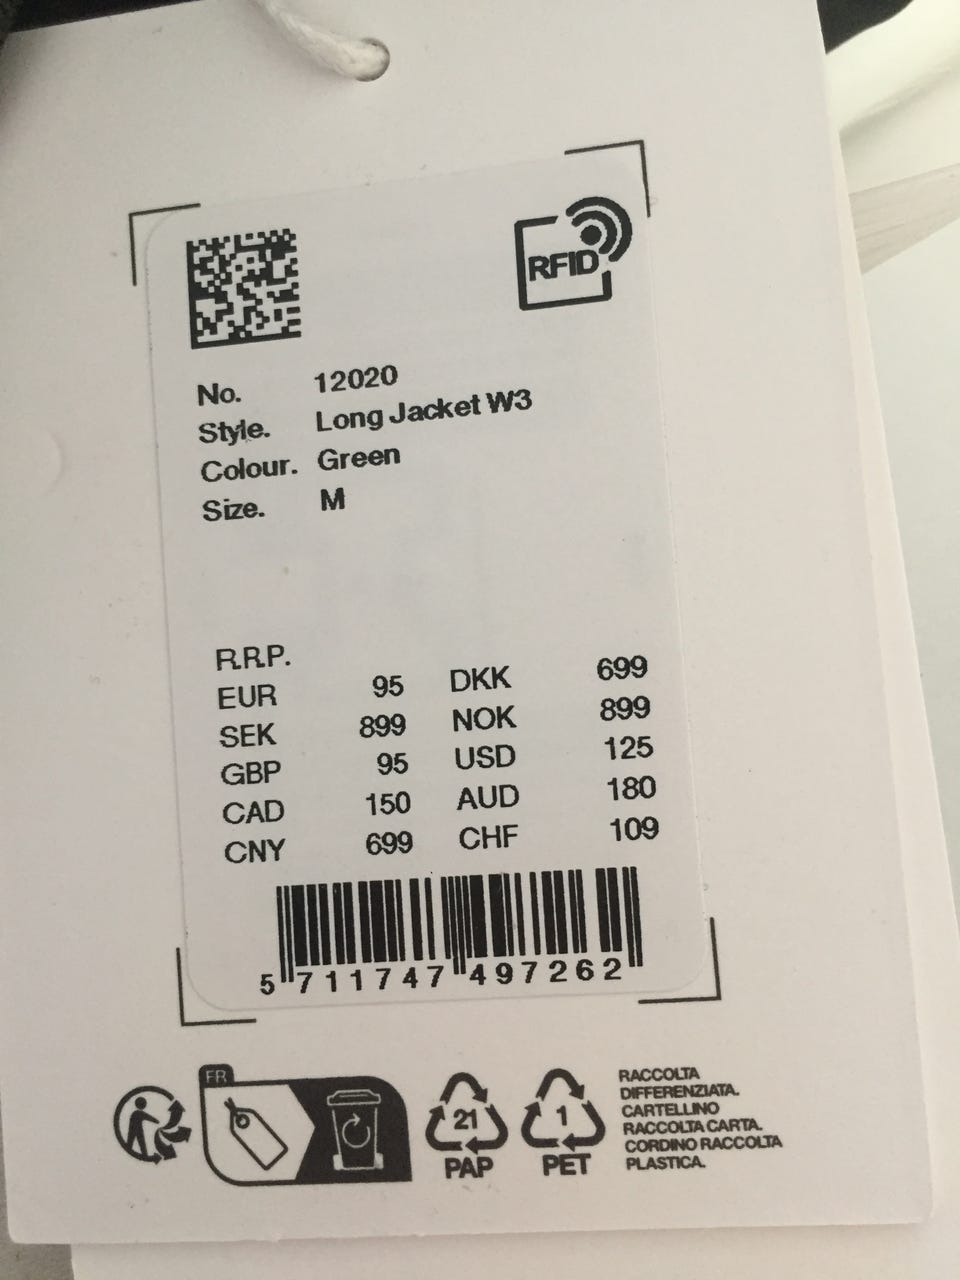 RFID
No. 12020
Style. Long Jacket W3
Colour. Green
Size. M
R.R.P.
EUR 95 DKK 699
SEK 899 NOK 899
GBP 95 USD 125
CAD 150 AUD 180
CNY 699 CHF 109
5 711747 497262
FR
21
PAP
1
PET
RACCOLTA
DIFFERENZIATA.
CARTELLINO
RACCOLTA CARTA.
CORDINO RACCOLTA
PLASTICA.